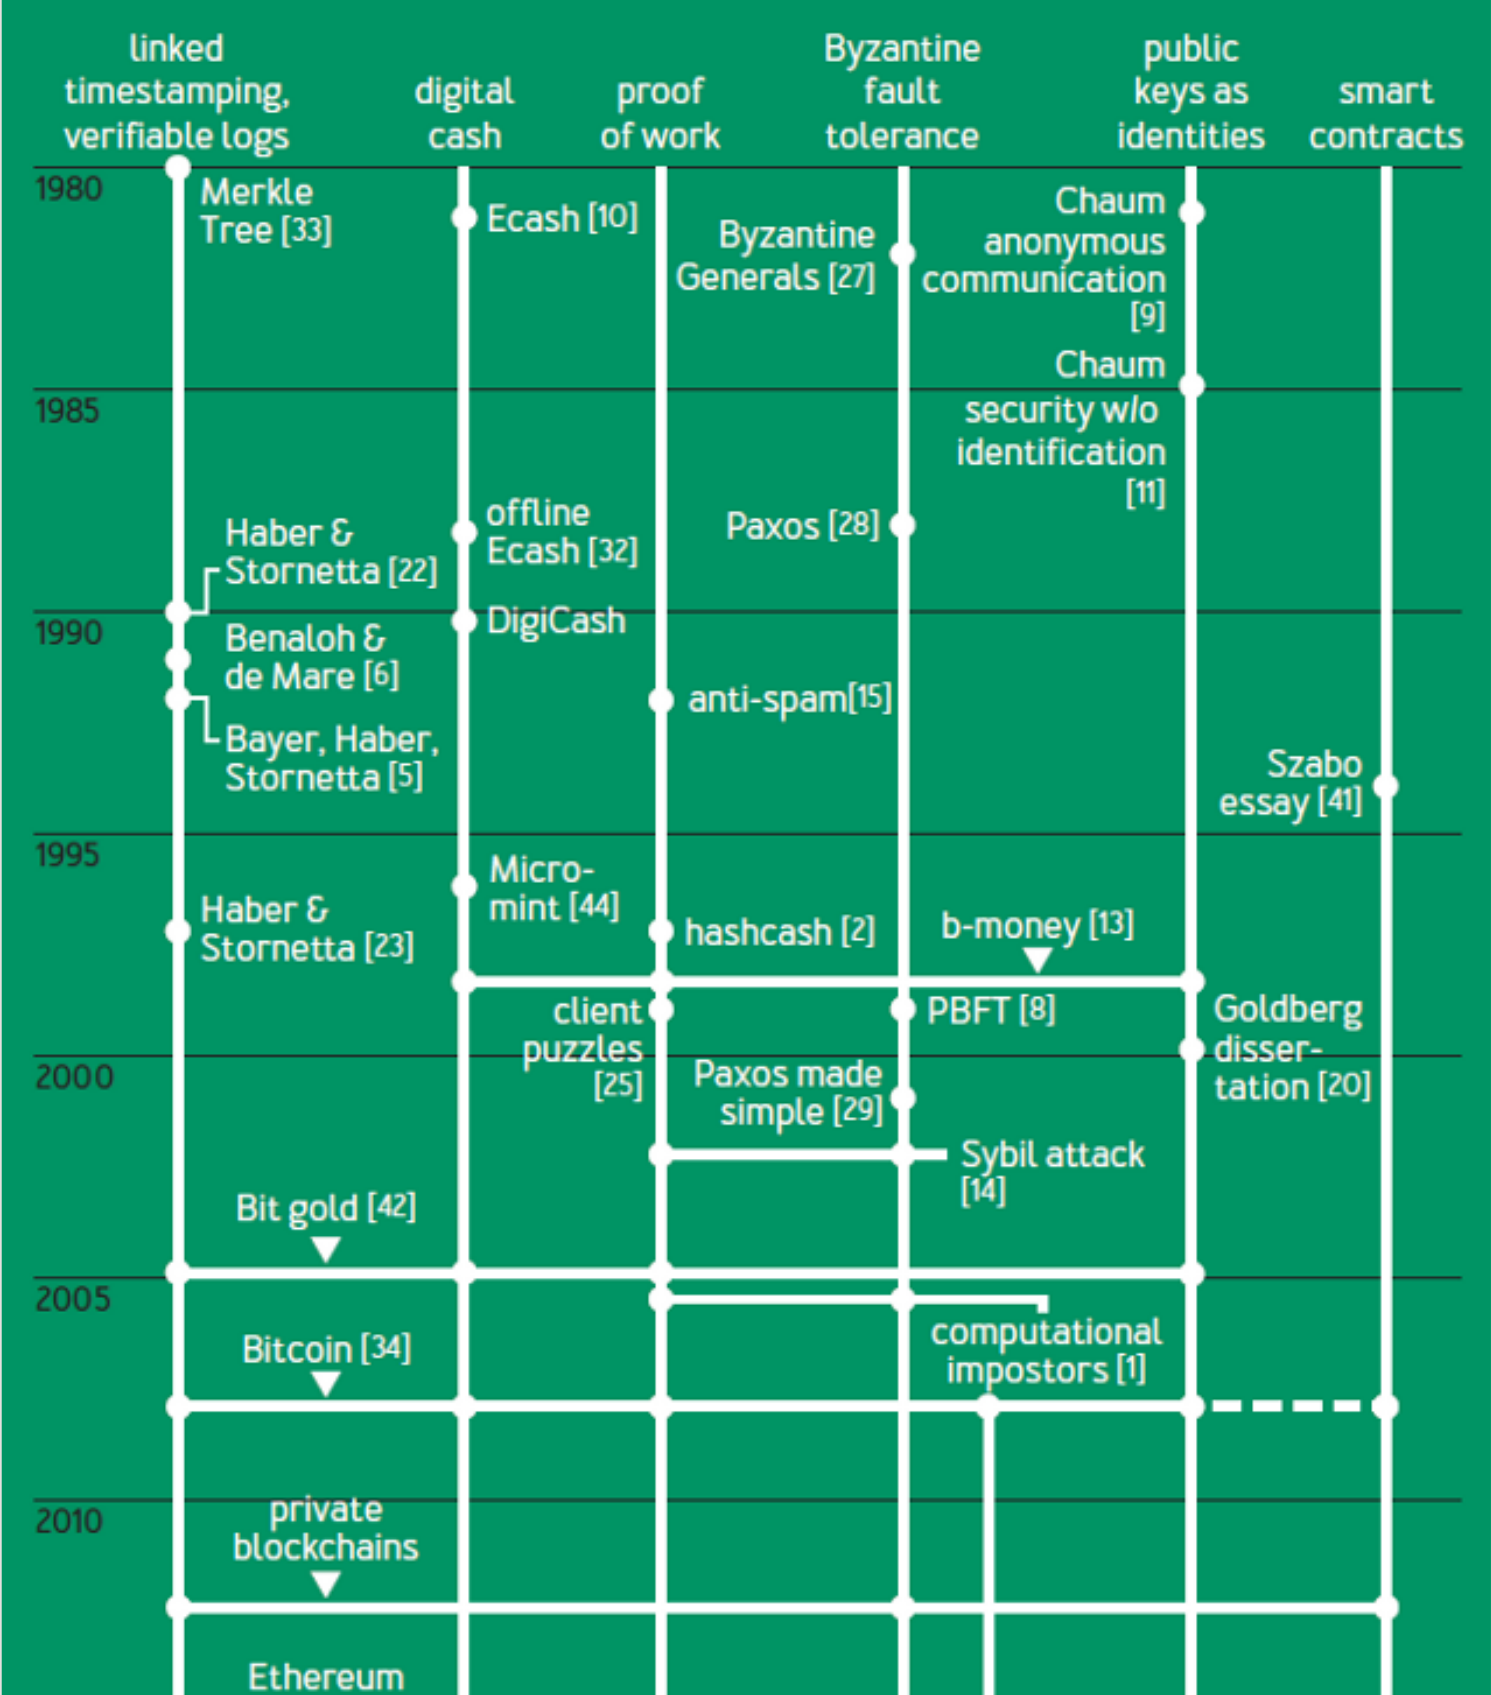 linked
timestamping,
verifiable logs
digital
cash
proof
of work
Byzantine
fault
tolerance
public
keys as
identities
smart
contracts
1980
Merkle
Tree [33]
Ecash [10]
Byzantine
Generals [27]
Chaum
anonymous
communication
[9]
Chaum
1985
security w/o
identification
[11]
Haber &
Stornetta [22]
offline
Ecash [32]
Paxos [28]
1990
DigiCash
Benaloh &
de Mare [6]
anti-spam[15]
Bayer, Haber,
Stornetta [5]
Szabo
essay [41]
1995
Micro-
mint [44]
Haber &
Stornetta [23]
hashcash [2]
b-money [13]
client
puzzles
[25]
PBFT [8]
Goldberg
disser-
tation [20]
2000
Paxos made
simple [29]
Sybil attack
[14]
Bit gold [42]
2005
computational
impostors [1]
Bitcoin [34]
2010
private
blockchains
Ethereum